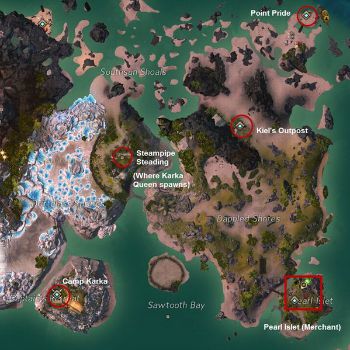 Point Pride
Southsun Shoals
Kiel's Outpost
Steampipe
Steading
(Where Karka
Queen spawns)
Dappled Shores
Camp Karka
Sawtooth Bay
Pearl Islet
Pearl Islet (Merchant)